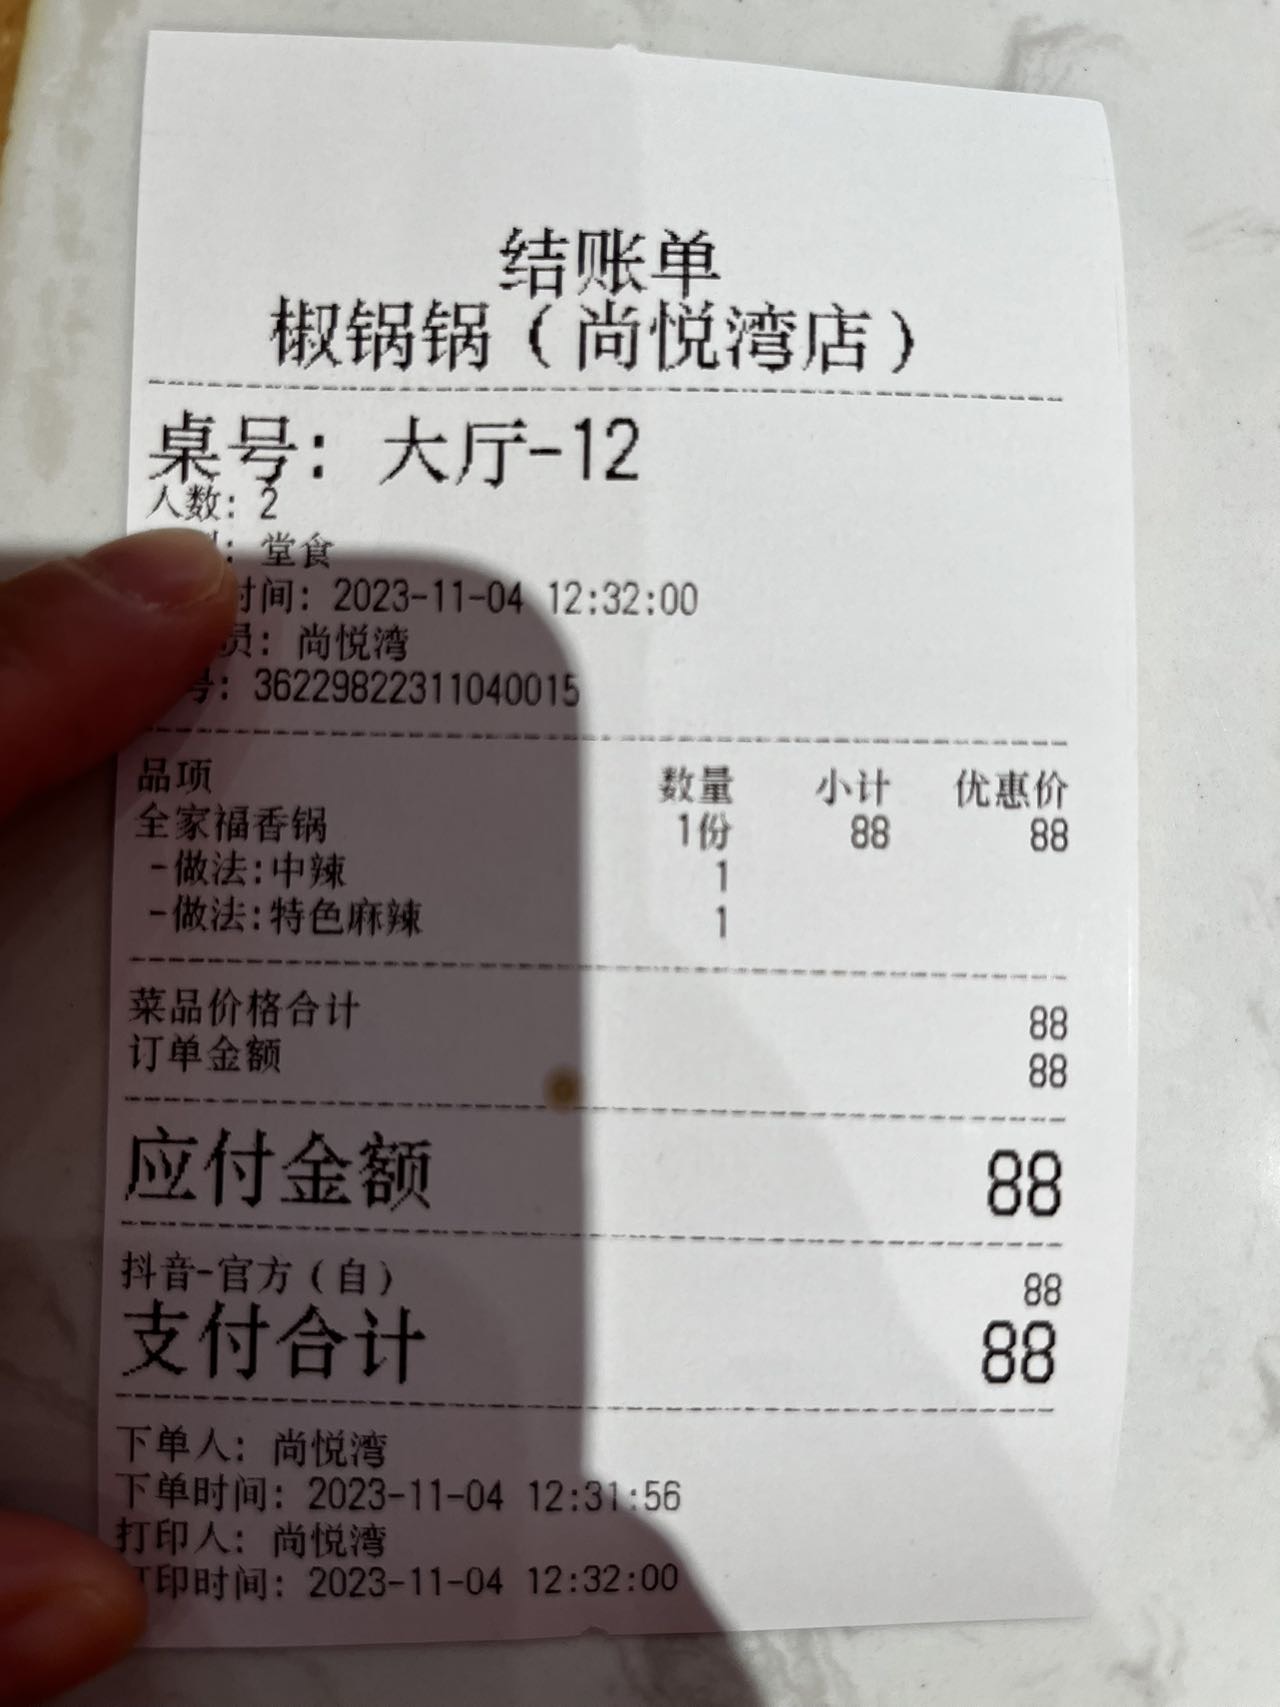 结账单
椒锅锅（尚悦湾店）
桌号: 大厅-12
人数: 2
: 堂食
时间: 2023-11-04 12:32:00
员: 尚悦湾
号: 36229822311040015
品项 数量 小计 优惠价
全家福香锅 1份 88 88
-做法:中辣 1
-做法:特色麻辣 1
菜品价格合计 88
订单金额 88
应付金额 88
抖音-官方（自） 88
支付合计 88
下单人: 尚悦湾
下单时间: 2023-11-04 12:31:56
打印人: 尚悦湾
打印时间: 2023-11-04 12:32:00